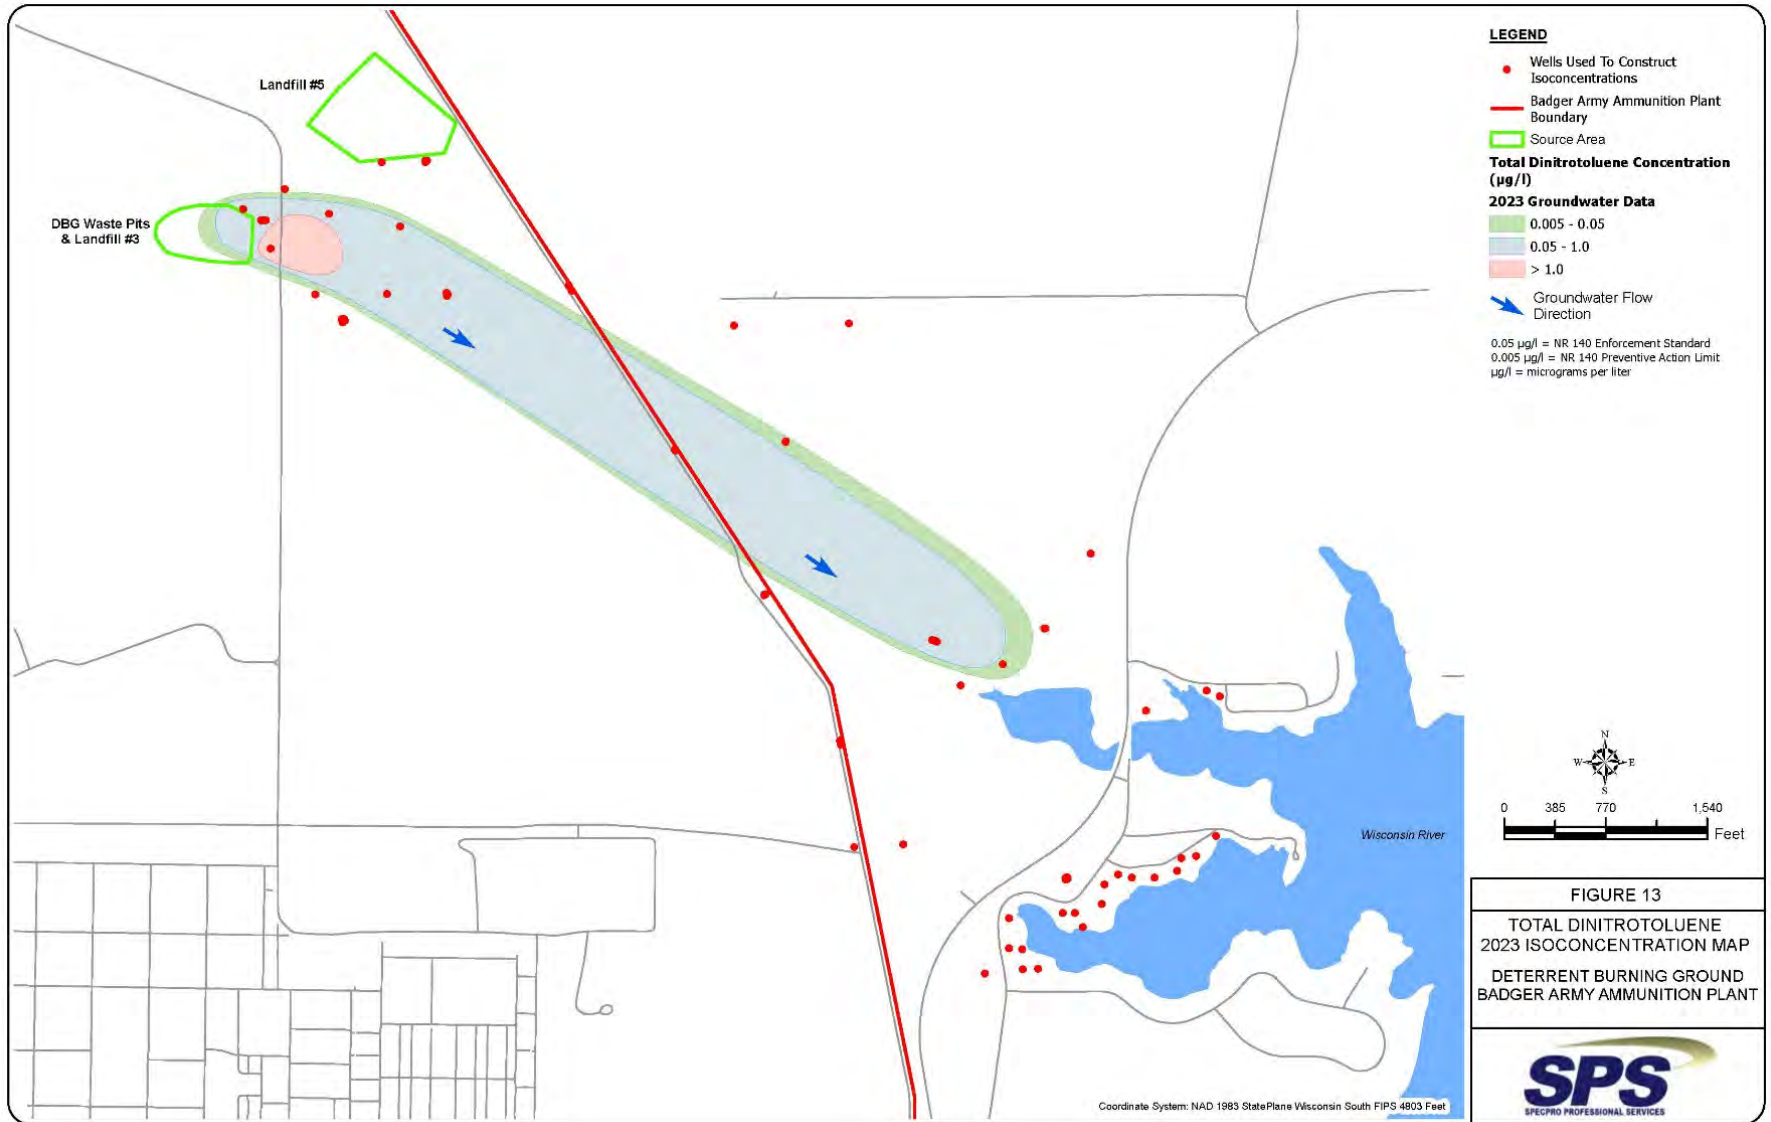 Landfill #5
DBG Waste Pits
& Landfill #3
LEGEND
Wells Used To Construct
Isoconcentrations
Badger Army Ammunition Plant
Boundary
Source Area
Total Dinitrotoluene Concentration
(µg/l)
2023 Groundwater Data
0.005 - 0.05
0.05 - 1.0
> 1.0
Groundwater Flow
Direction
0.05 µg/l = NR 140 Enforcement Standard
0.005 µg/l = NR 140 Preventive Action Limit
µg/l = micrograms per liter
N
W E
S
0 385 770 1,540
Feet
Wisconsin River
FIGURE 13
TOTAL DINITROTOLUENE
2023 ISOCONCENTRATION MAP
DETERRENT BURNING GROUND
BADGER ARMY AMMUNITION PLANT
SPS
SPECPRO PROFESSIONAL SERVICES
Coordinate System: NAD 1983 StatePlane Wisconsin South FIPS 4803 Feet